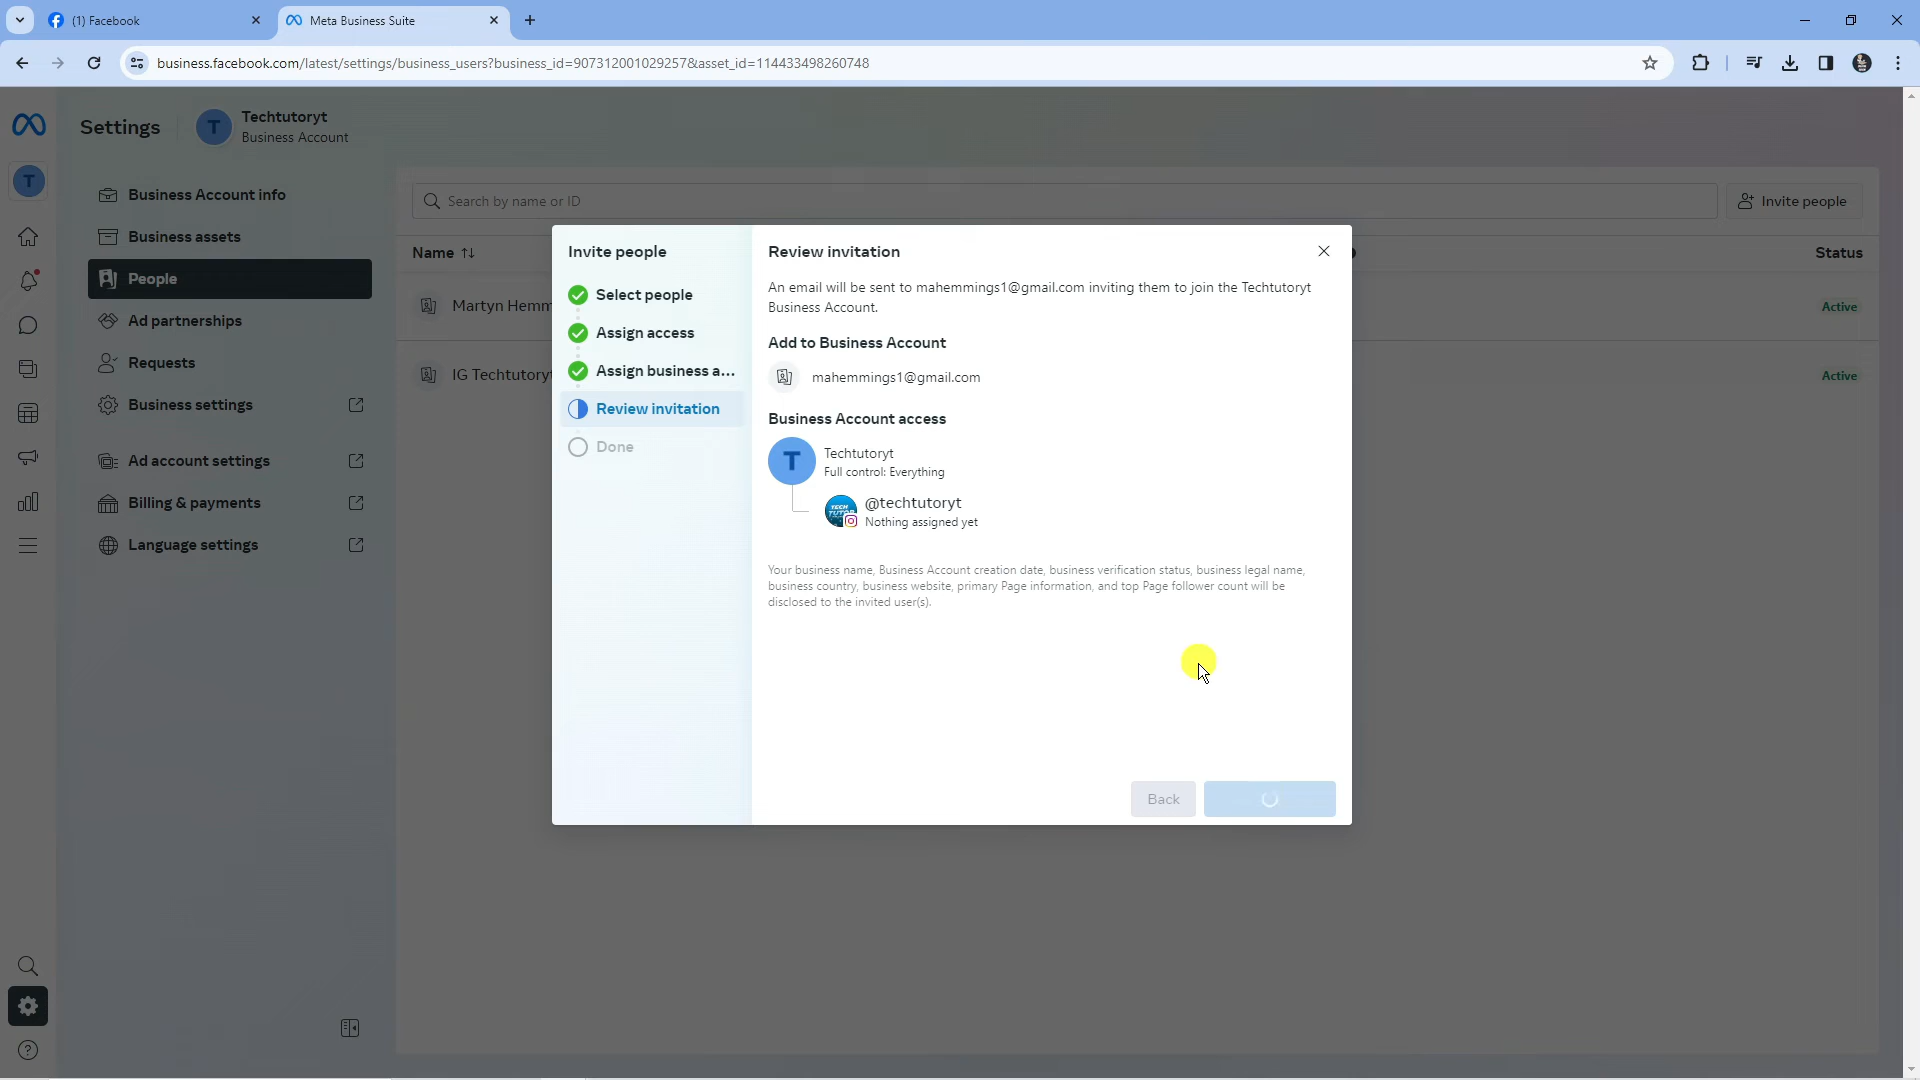 (1) Facebook
Meta Business Suite
business.facebook.com/latest/settings/business_users?business_id=907312001029257&asset_id=114433498260748
Settings
T
Techtutoryt
Business Account
T
Business Account info
Business assets
People
Ad partnerships
Requests
Business settings
Ad account settings
Billing & payments
Language settings
Search by name or ID
Invite people
Name
Status
Martyn Hemm
Active
IG Techtutoryt
Active
Invite people
Select people
Assign access
Assign business a...
Review invitation
Done
Review invitation
An email will be sent to mahemmings1@gmail.com inviting them to join the Techtutoryt
Business Account.
Add to Business Account
mahemmings1@gmail.com
Business Account access
T
Techtutoryt
Full control: Everything
TECH
TUTOR
@techtutoryt
Nothing assigned yet
Your business name, Business Account creation date, business verification status, business legal name,
business country, business website, primary Page information, and top Page follower count will be
disclosed to the invited user(s).
Back